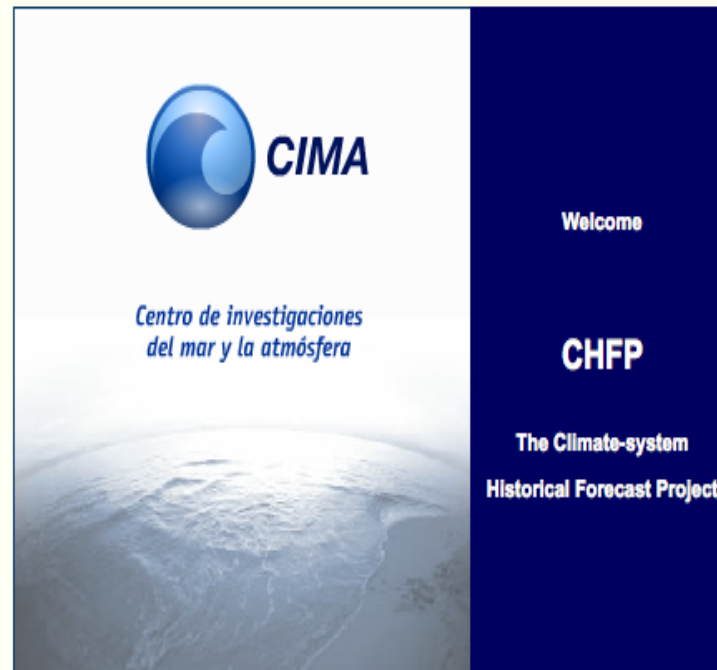 CIMA
Centro de investigaciones
del mar y la atmósfera
Welcome
CHFP
The Climate-system
Historical Forecast Project